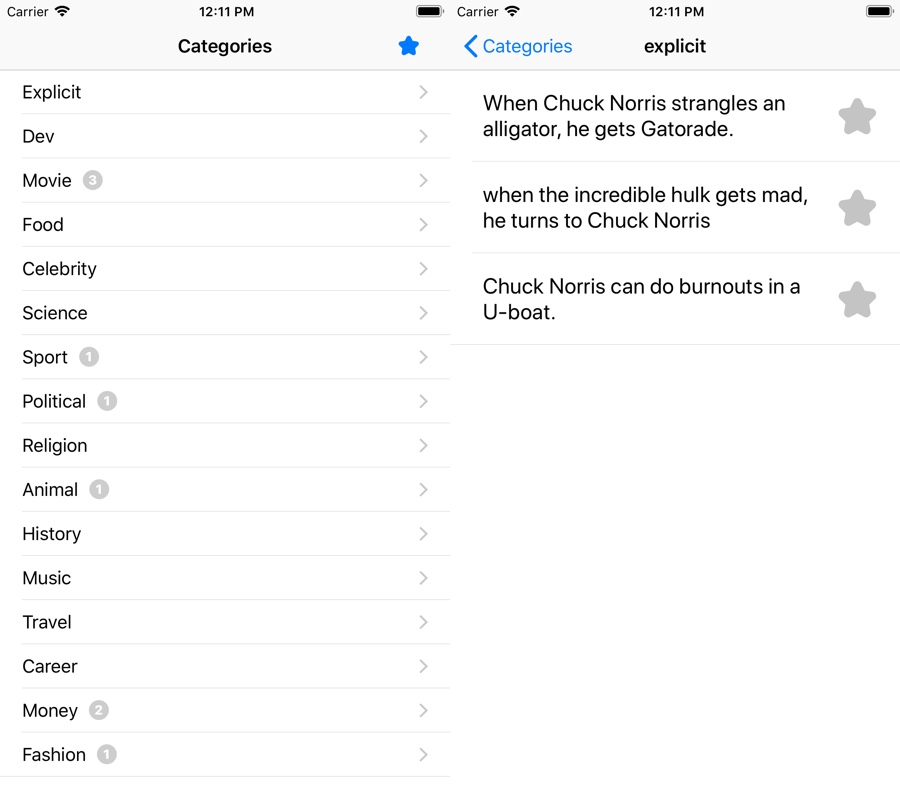 Carrier 12:11 PM
Categories
Explicit
Dev
Movie 3
Food
Celebrity
Science
Sport 1
Political 1
Religion
Animal 1
History
Music
Travel
Career
Money 2
Fashion 1
Carrier 12:11 PM
Categories explicit
When Chuck Norris strangles an
alligator, he gets Gatorade.
when the incredible hulk gets mad,
he turns to Chuck Norris
Chuck Norris can do burnouts in a
U-boat.